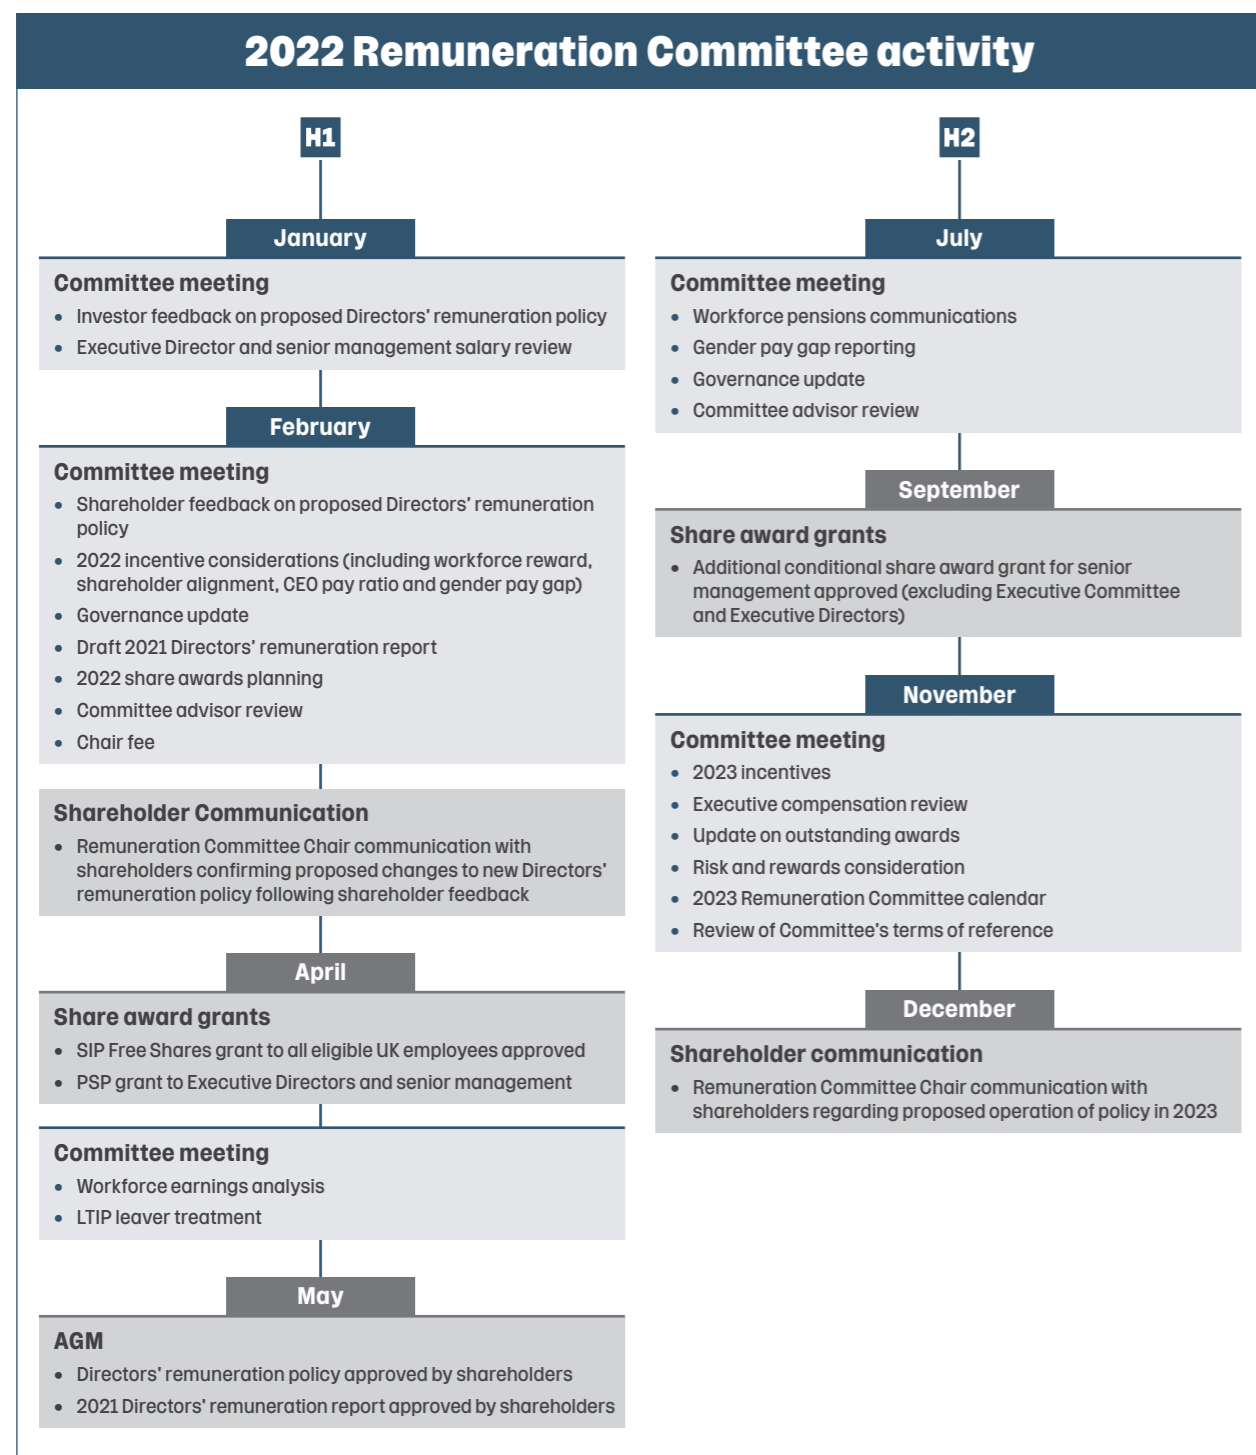 2022 Remuneration Committee activity
H1
January
Committee meeting
• Investor feedback on proposed Directors' remuneration policy
• Executive Director and senior management salary review
February
Committee meeting
• Shareholder feedback on proposed Directors' remuneration
policy
• 2022 incentive considerations (including workforce reward,
shareholder alignment, CEO pay ratio and gender pay gap)
• Governance update
• Draft 2021 Directors' remuneration report
• 2022 share awards planning
• Committee advisor review
• Chair fee
Shareholder Communication
• Remuneration Committee Chair communication with
shareholders confirming proposed changes to new Directors'
remuneration policy following shareholder feedback
April
Share award grants
• SIP Free Shares grant to all eligible UK employees approved
• PSP grant to Executive Directors and senior management
Committee meeting
• Workforce earnings analysis
• LTIP leaver treatment
May
AGM
• Directors' remuneration policy approved by shareholders
• 2021 Directors' remuneration report approved by shareholders
H2
July
Committee meeting
• Workforce pensions communications
• Gender pay gap reporting
• Governance update
• Committee advisor review
September
Share award grants
• Additional conditional share award grant for senior
management approved (excluding Executive Committee
and Executive Directors)
November
Committee meeting
• 2023 incentives
• Executive compensation review
• Update on outstanding awards
• Risk and rewards consideration
• 2023 Remuneration Committee calendar
• Review of Committee's terms of reference
December
Shareholder communication
• Remuneration Committee Chair communication with
shareholders regarding proposed operation of policy in 2023